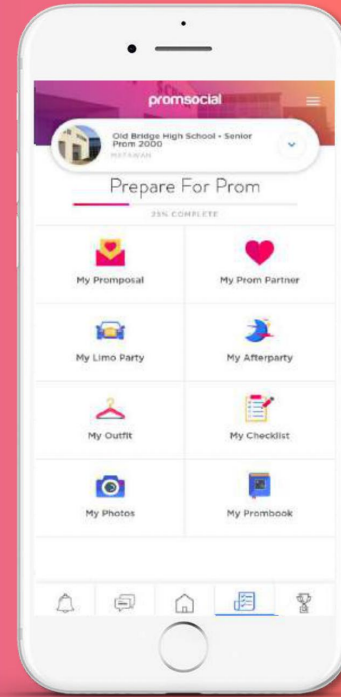 promsocial
Old Bridge High School - Senior
Prom 2000
MATAWAN
Prepare For Prom
25% COMPLETE
My Promposal
My Prom Partner
My Limo Party
My Afterparty
My Outfit
My Checklist
My Photos
My Prombook